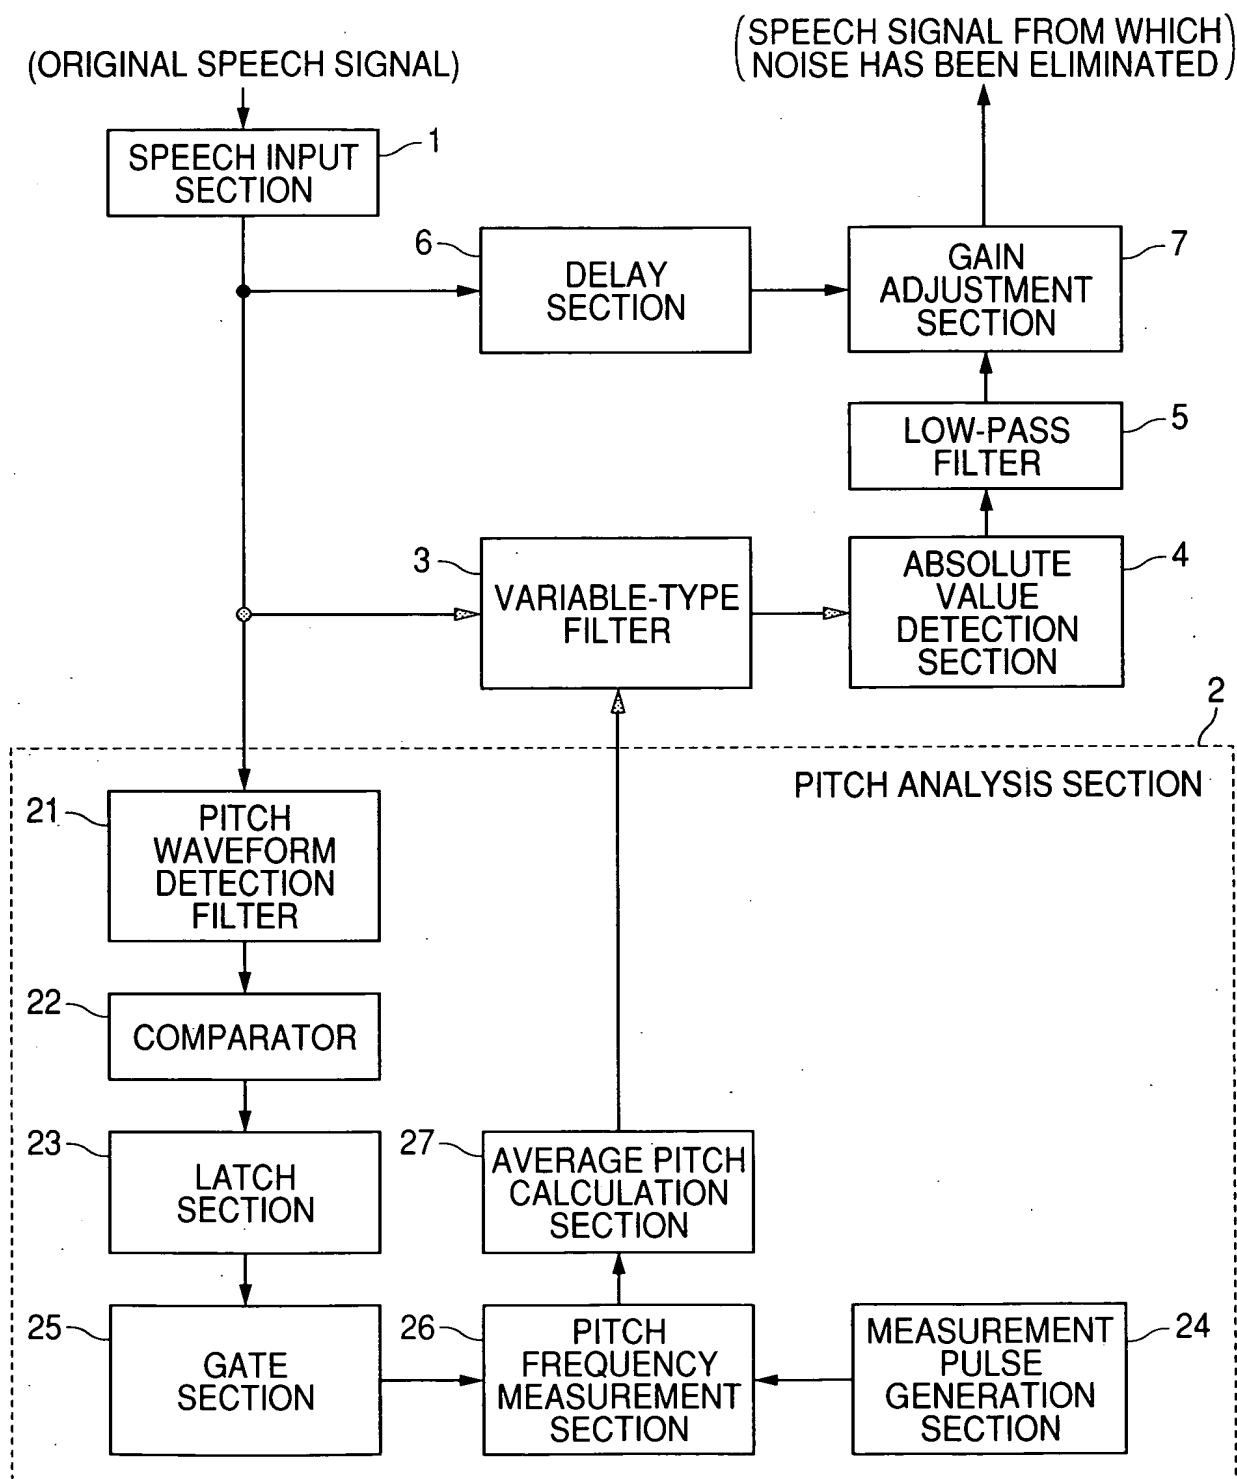 (ORIGINAL SPEECH SIGNAL)
(SPEECH SIGNAL FROM WHICH
NOISE HAS BEEN ELIMINATED)
SPEECH INPUT
SECTION
1
6
DELAY
SECTION
GAIN
ADJUSTMENT
SECTION
7
LOW-PASS
FILTER
5
3
VARIABLE-TYPE
FILTER
ABSOLUTE
VALUE
DETECTION
SECTION
4
2
PITCH ANALYSIS SECTION
21
PITCH
WAVEFORM
DETECTION
FILTER
22
COMPARATOR
23
LATCH
SECTION
27
AVERAGE PITCH
CALCULATION
SECTION
25
GATE
SECTION
26
PITCH
FREQUENCY
MEASUREMENT
SECTION
MEASUREMENT
PULSE
GENERATION
SECTION
24